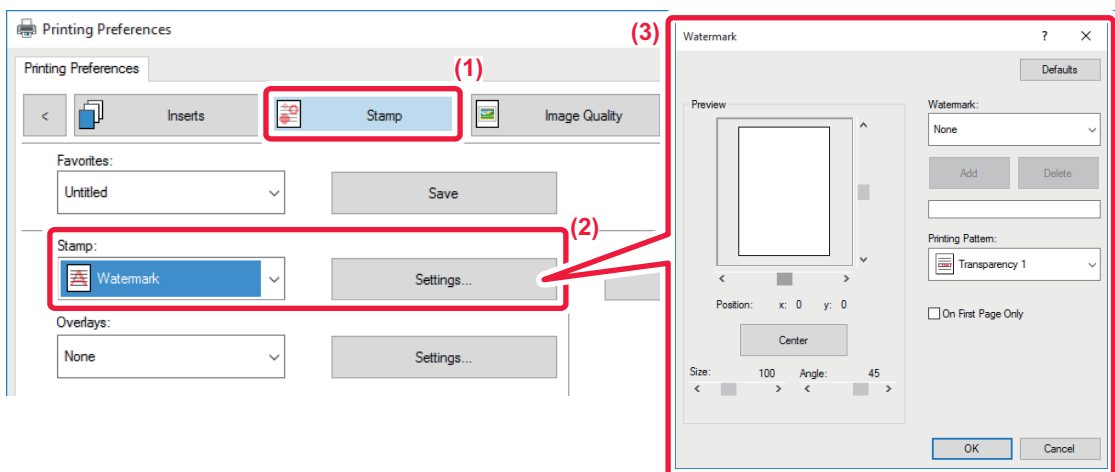 Printing Preferences
Printing Preferences
(1)
< Inserts Stamp Image Quality
Favorites:
Untitled Save
(2)
Stamp:
Watermark Settings...
Overlays:
None Settings...
(3)
Watermark ? ×
Defaults
Preview
Position: x: 0 y: 0
Center
Size: 100 Angle: 45
Watermark:
None
Add Delete
Printing Pattern:
Transparency 1
On First Page Only
OK Cancel